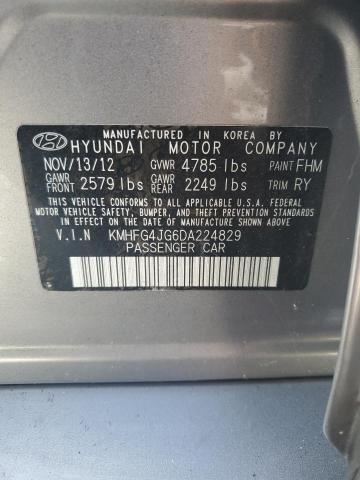 MANUFACTURED IN KOREA BY
HYUNDAI MOTOR COMPANY
NOV/13/12 GVWR 4785 lbs PAINT FHM
GAWR FRONT 2579 lbs GAWR REAR 2249 lbs TRIM RY
THIS VEHICLE CONFORMS TO ALL APPLICABLE U.S.A. FEDERAL
MOTOR VEHICLE SAFETY, BUMPER, AND THEFT PREVENTION
STANDARDS IN EFFECT ON THE DATE OF MANUFACTURE SHOWN ABOVE.
V.I.N KMHFG4JG6DA224829
PASSENGER CAR